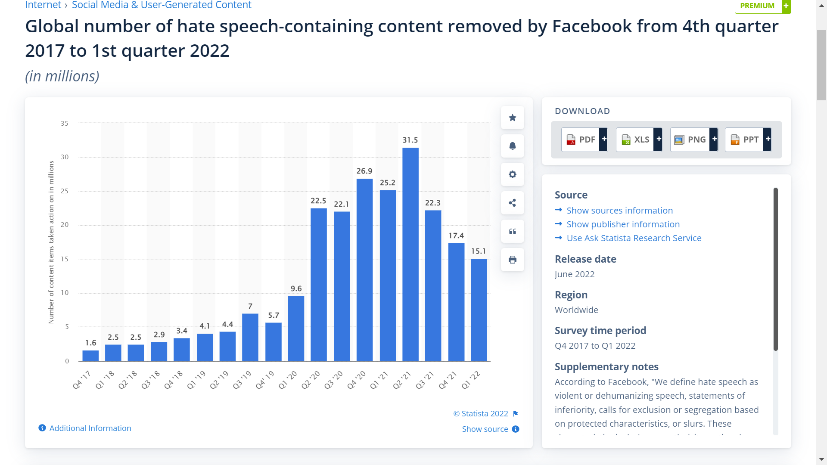 Internet › Social Media & User-Generated Content
PREMIUM +
Global number of hate speech-containing content removed by Facebook from 4th quarter
2017 to 1st quarter 2022
(in millions)
Number of content items taken action on in millions
35
30
25
20
15
10
5
0
1.6
2.5
2.5
2.9
3.4
4.1
4.4
7
5.7
9.6
22.5
22.1
26.9
25.2
31.5
22.3
17.4
15.1
Q4 '17
Q1 '18
Q2 '18
Q3 '18
Q4 '18
Q1 '19
Q2 '19
Q3 '19
Q4 '19
Q1 '20
Q2 '20
Q3 '20
Q4 '20
Q1 '21
Q2 '21
Q3 '21
Q4 '21
Q1 '22
© Statista 2022
Additional Information
Show source
DOWNLOAD
PDF + XLS + PNG + PPT +
Source
Show sources information
Show publisher information
Use Ask Statista Research Service
Release date
June 2022
Region
Worldwide
Survey time period
Q4 2017 to Q1 2022
Supplementary notes
According to Facebook, "We define hate speech as
violent or dehumanizing speech, statements of
inferiority, calls for exclusion or segregation based
on protected characteristics, or slurs. These